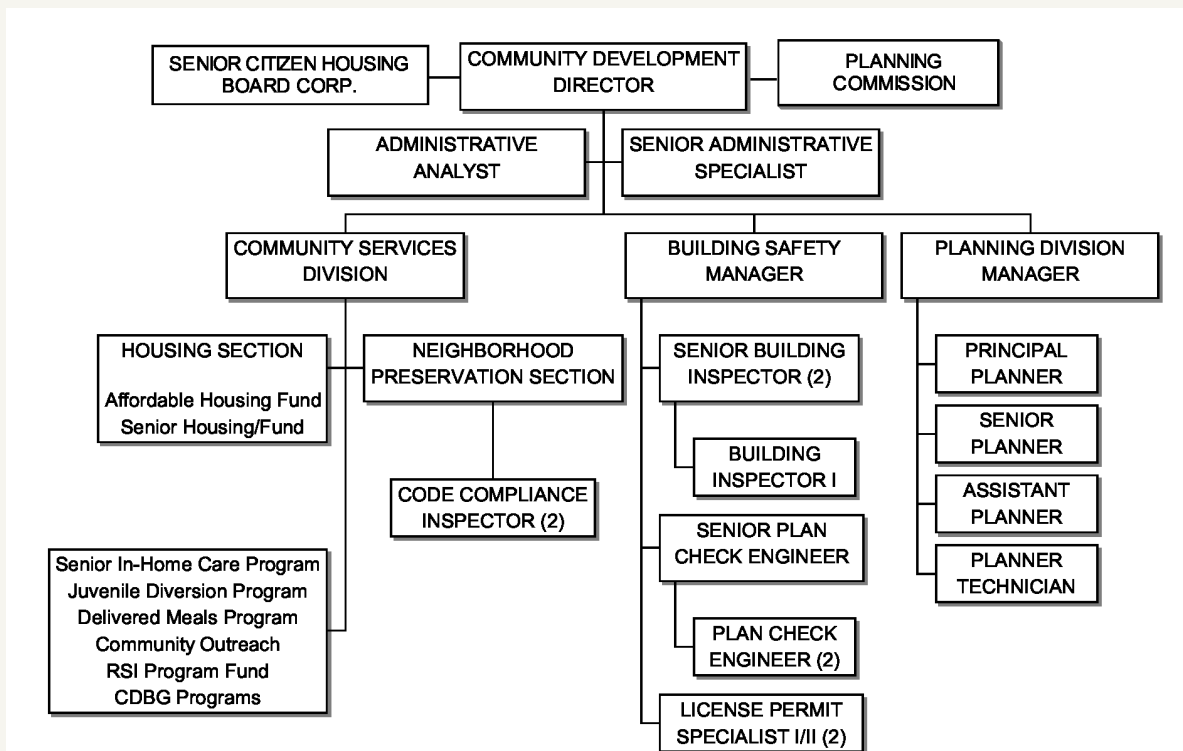 SENIOR CITIZEN HOUSING
BOARD CORP.
COMMUNITY DEVELOPMENT
DIRECTOR
PLANNING
COMMISSION
ADMINISTRATIVE
ANALYST
SENIOR ADMINISTRATIVE
SPECIALIST
COMMUNITY SERVICES
DIVISION
BUILDING SAFETY
MANAGER
PLANNING DIVISION
MANAGER
HOUSING SECTION
Affordable Housing Fund
Senior Housing/Fund
NEIGHBORHOOD
PRESERVATION SECTION
CODE COMPLIANCE
INSPECTOR (2)
Senior In-Home Care Program
Juvenile Diversion Program
Delivered Meals Program
Community Outreach
RSI Program Fund
CDBG Programs
SENIOR BUILDING
INSPECTOR (2)
BUILDING
INSPECTOR I
SENIOR PLAN
CHECK ENGINEER
PLAN CHECK
ENGINEER (2)
LICENSE PERMIT
SPECIALIST I/II (2)
PRINCIPAL
PLANNER
SENIOR
PLANNER
ASSISTANT
PLANNER
PLANNER
TECHNICIAN